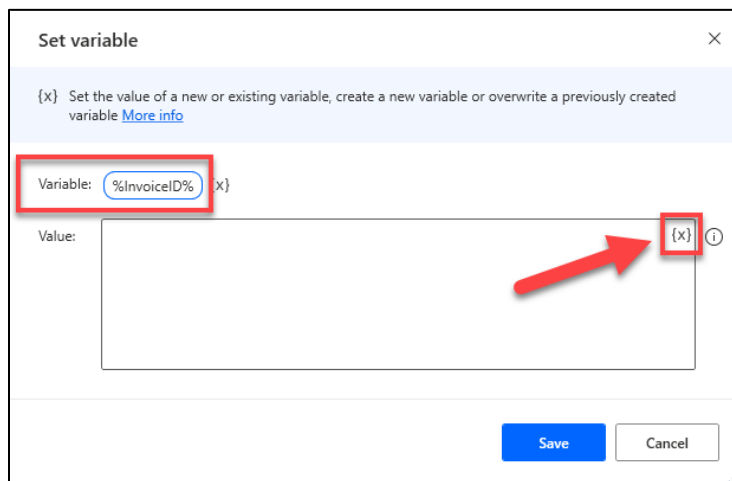 Set variable
{x} Set the value of a new or existing variable, create a new variable or overwrite a previously created
variable More info
Variable: %InvoiceID% {x}
Value: {x}
Save Cancel